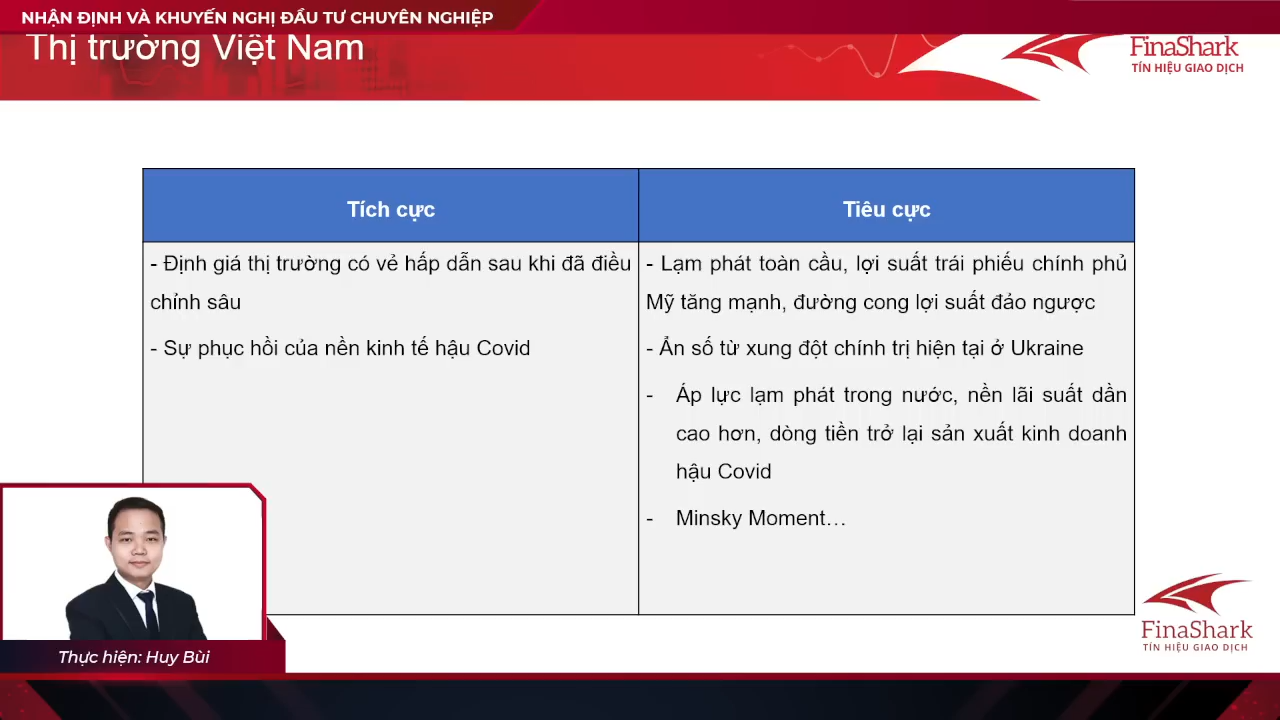 NHẬN ĐỊNH VÀ KHUYẾN NGHỊ ĐẦU TƯ CHUYÊN NGHIỆP
Thị trường Việt Nam
FinaShark
TÍN HIỆU GIAO DỊCH
Tích cực
- Định giá thị trường có vẻ hấp dẫn sau khi đã điều
chỉnh sâu
- Sự phục hồi của nền kinh tế hậu Covid
Tiêu cực
- Lạm phát toàn cầu, lợi suất trái phiếu chính phủ
Mỹ tăng mạnh, đường cong lợi suất đảo ngược
- Ẩn số từ xung đột chính trị hiện tại ở Ukraine
- Áp lực lạm phát trong nước, nền lãi suất dần
cao hơn, dòng tiền trở lại sản xuất kinh doanh
hậu Covid
- Minsky Moment…
Thực hiện: Huy Bùi
FinaShark
TÍN HIỆU GIAO DỊCH